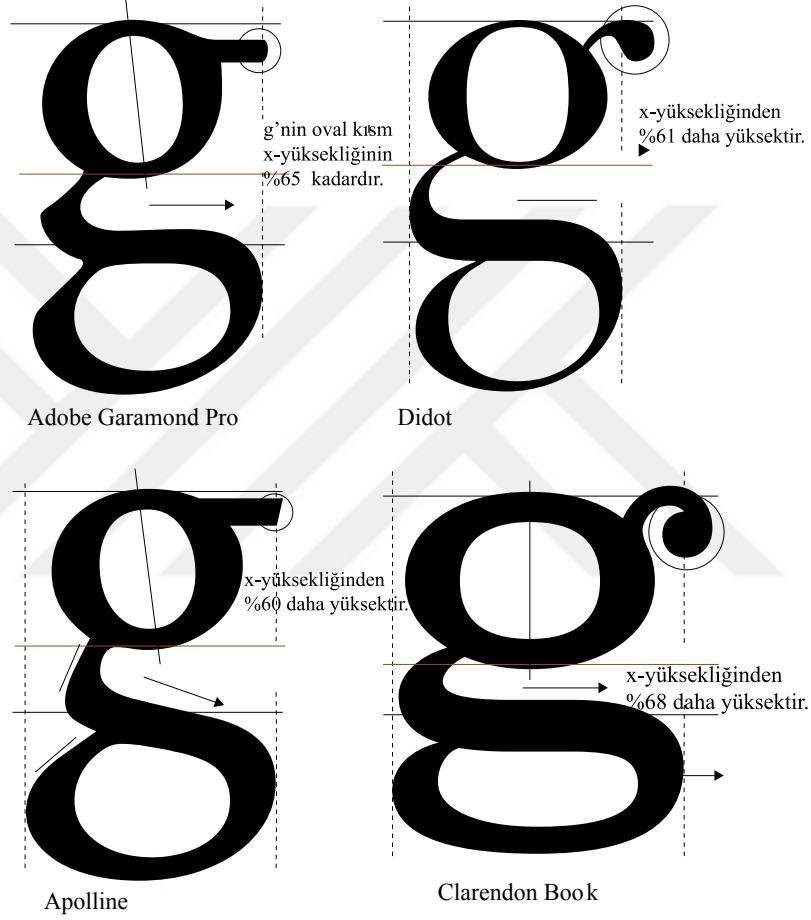 g
g
g’nin oval kısm
x-yüksekliğinin
%65 kadardır.
x-yüksekliğinden
%61 daha yüksektir.
Adobe Garamond Pro
Didot
g
g
x-yüksekliğinden
%60 daha yüksektir.
x-yüksekliğinden
%68 daha yüksektir.
Apolline
Clarendon Book